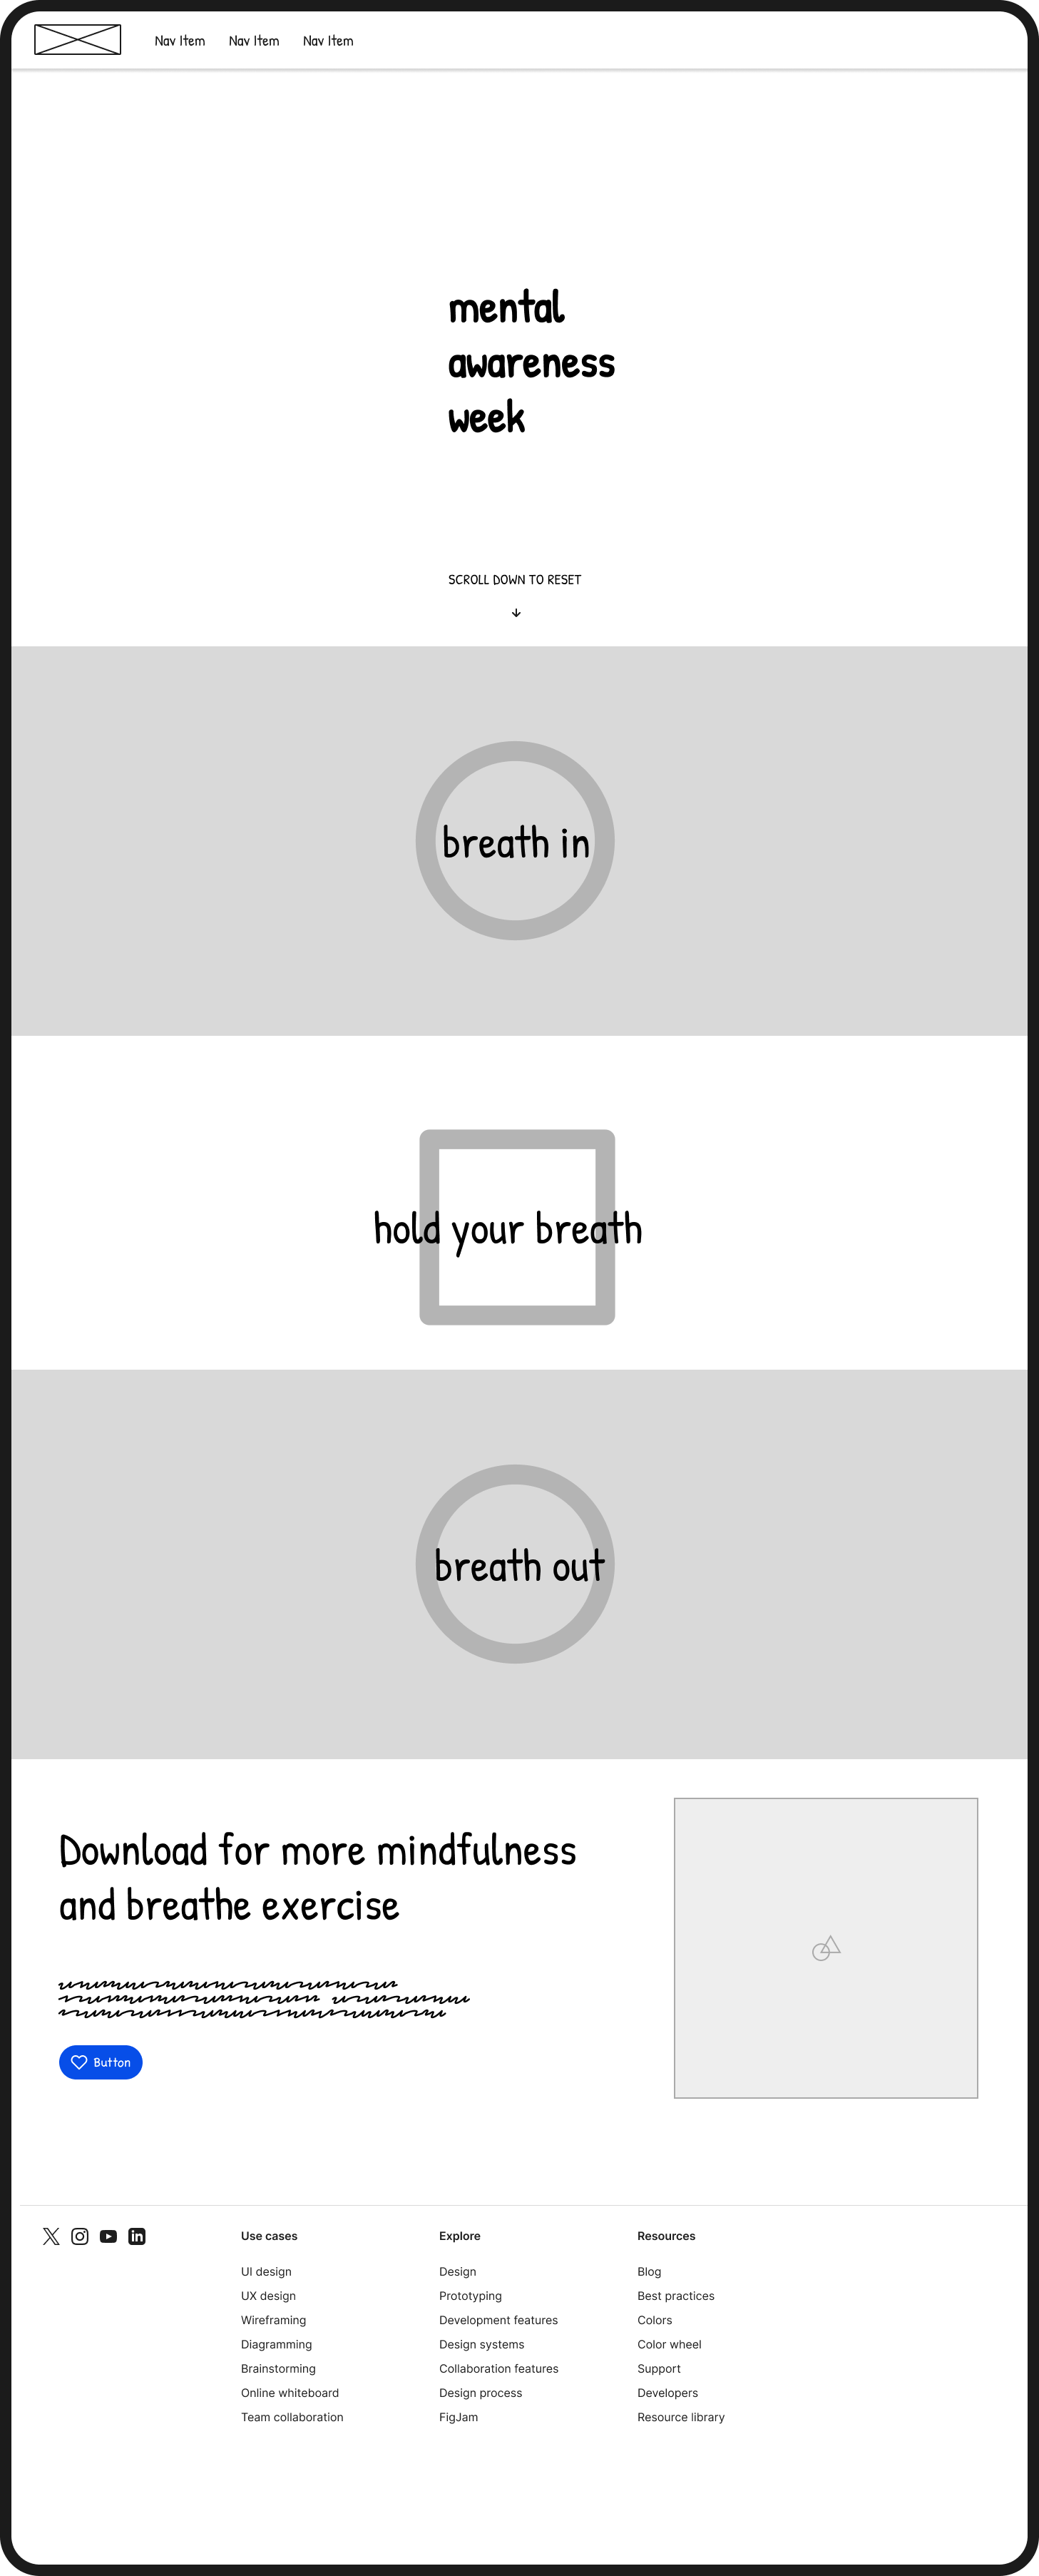 Nav Item Nav Item Nav Item
mental
awareness
week
SCROLL DOWN TO RESET
breath in
hold your breath
breath out
Download for more mindfulness
and breathe exercise
Button
Use cases
UI design
UX design
Wireframing
Diagramming
Brainstorming
Online whiteboard
Team collaboration
Explore
Design
Prototyping
Development features
Design systems
Collaboration features
Design process
FigJam
Resources
Blog
Best practices
Colors
Color wheel
Support
Developers
Resource library